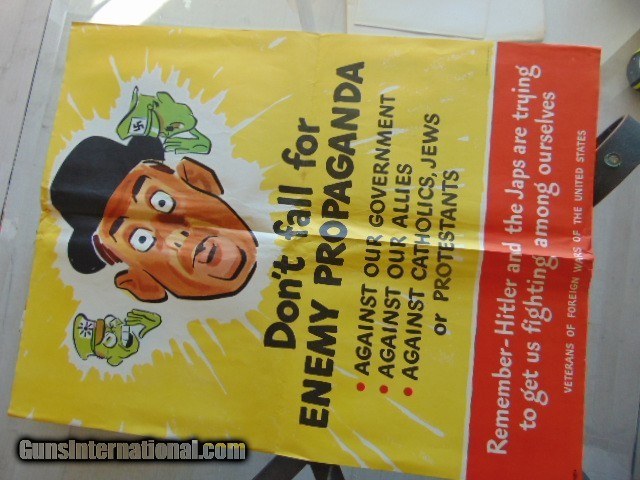 Don't fall for
ENEMY PROPAGANDA
• AGAINST OUR GOVERNMENT
• AGAINST OUR ALLIES
• AGAINST CATHOLICS, JEWS
or PROTESTANTS
Remember-Hitler and the Japs are trying
to get us fighting among ourselves
VETERANS OF FOREIGN WARS OF THE UNITED STATES
GunsInternational.com